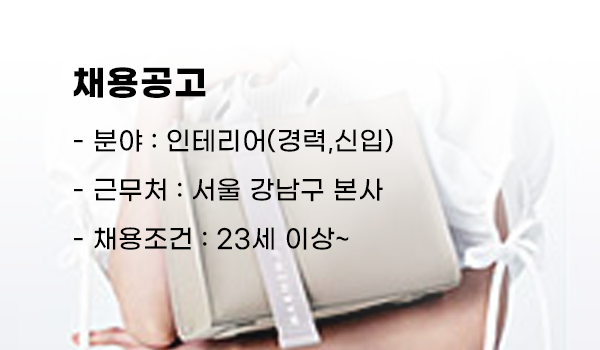 채용공고
- 분야 : 인테리어(경력,신입)
- 근무처 : 서울 강남구 본사
- 채용조건 : 23세 이상~